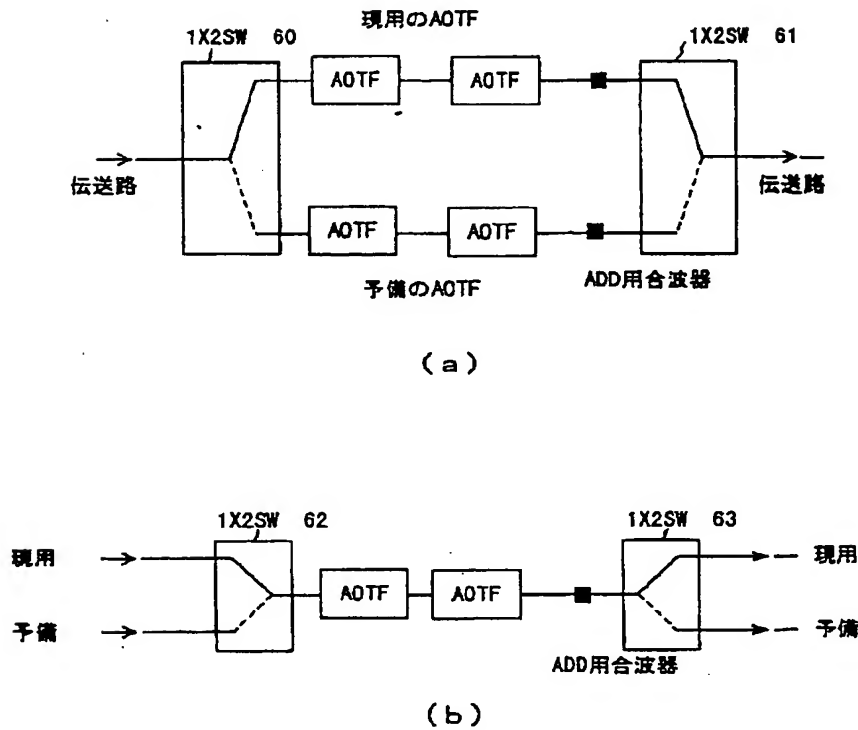 現用のAOTF
1X2SW 60
1X2SW 61
AOTF
AOTF
伝送路
伝送路
AOTF
AOTF
予備のAOTF
ADD用合波器
(a)
1X2SW 62
1X2SW 63
現用
現用
AOTF
AOTF
予備
予備
ADD用合波器
(b)